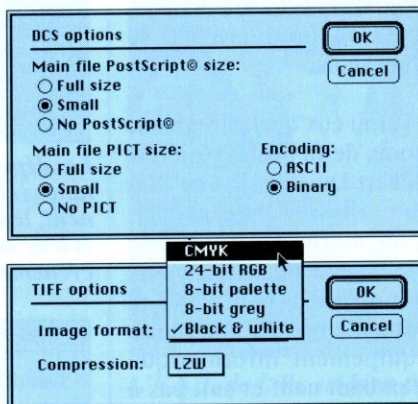 DCS options
OK
Main file PostScript© size:
Cancel
Full size
Small
No PostScript©
Main file PICT size:
Encoding:
Full size
ASCII
Small
Binary
No PICT
CMYK
24-bit RGB
8-bit palette
8-bit grey
✓Black & white
TIFF options
OK
Image format:
Cancel
Compression:
LZW